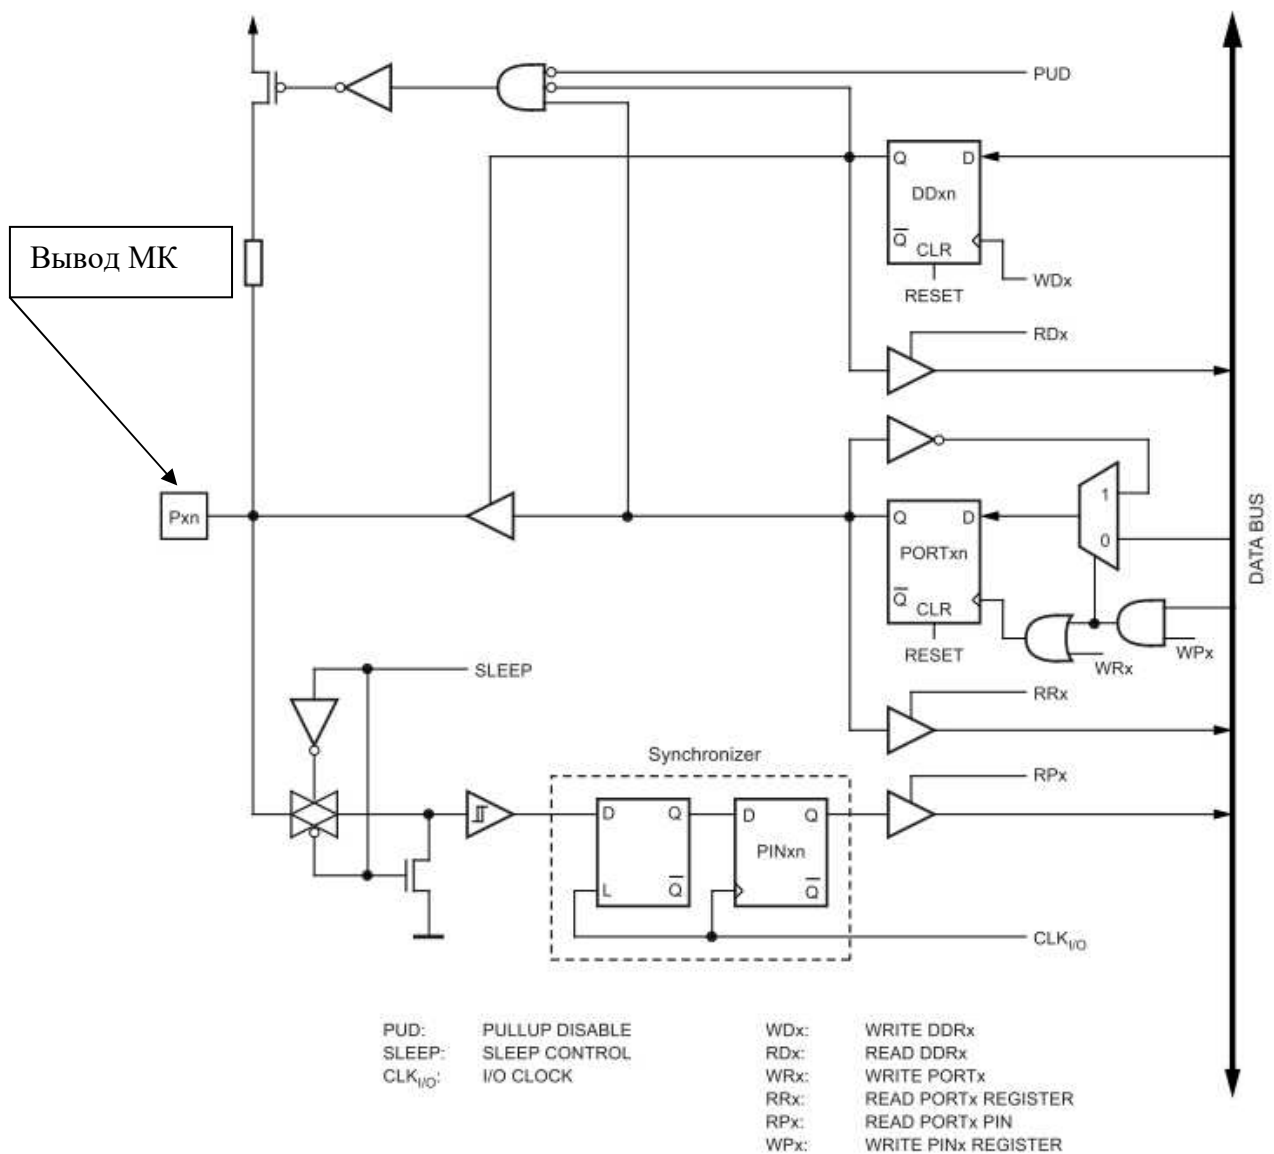 PUD
Q D
DDxn
Q
CLR
Вывод МК
WDx
RESET
RDx
1
Pxn
Q D
0
PORTxn
DATA BUS
Q
CLR
RESET
WRx
WPx
SLEEP
RRx
Synchronizer
RPx
D Q
D Q
PINxn
L Q
Q
CLKI/O
PUD: PULLUP DISABLE
SLEEP: SLEEP CONTROL
CLKI/O: I/O CLOCK
WDx: WRITE DDRx
RDx: READ DDRx
WRx: WRITE PORTx
RRx: READ PORTx REGISTER
RPx: READ PORTx PIN
WPx: WRITE PINx REGISTER